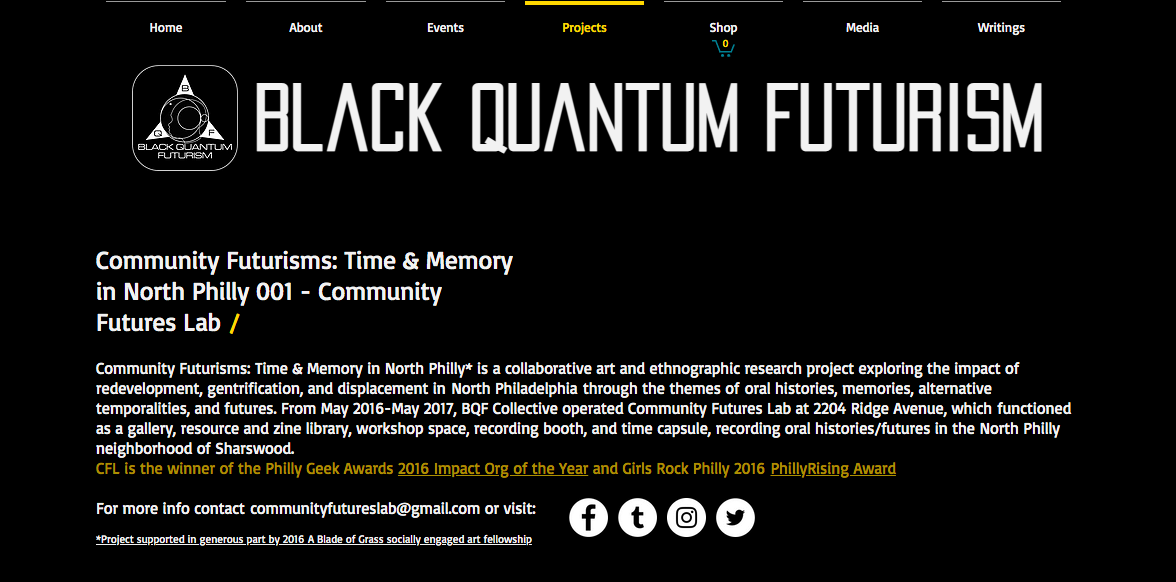 Home About Events Projects Shop Media Writings
0
B
Q F
BLACK QUANTUM
FUTURISM
BLACK QUANTUM FUTURISM
Community Futurisms: Time & Memory
in North Philly 001 - Community
Futures Lab /
Community Futurisms: Time & Memory in North Philly* is a collaborative art and ethnographic research project exploring the impact of
redevelopment, gentrification, and displacement in North Philadelphia through the themes of oral histories, memories, alternative
temporalities, and futures. From May 2016-May 2017, BQF Collective operated Community Futures Lab at 2204 Ridge Avenue, which functioned
as a gallery, resource and zine library, workshop space, recording booth, and time capsule, recording oral histories/futures in the North Philly
neighborhood of Sharswood.
CFL is the winner of the Philly Geek Awards 2016 Impact Org of the Year and Girls Rock Philly 2016 PhillyRising Award
For more info contact communityfutureslab@gmail.com or visit:
*Project supported in generous part by 2016 A Blade of Grass socially engaged art fellowship